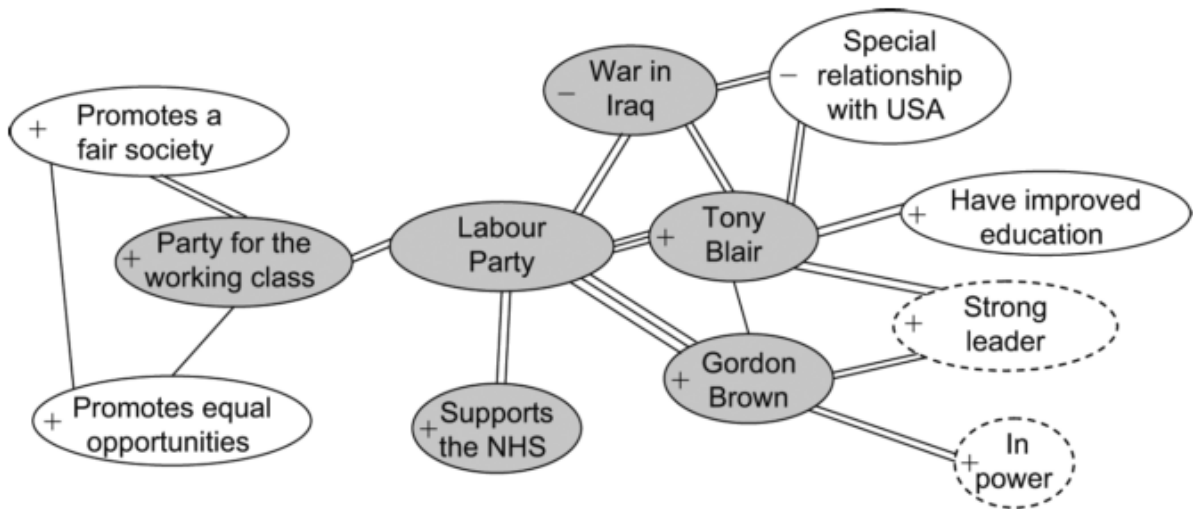 Special
relationship
with USA
−
War in
Iraq
−
Promotes a
fair society
+
Party for the
working class
+
Labour
Party
Tony
Blair
+
Have improved
education
+
Strong
leader
+
Gordon
Brown
+
Promotes equal
opportunities
+
Supports
the NHS
+
In
power
+